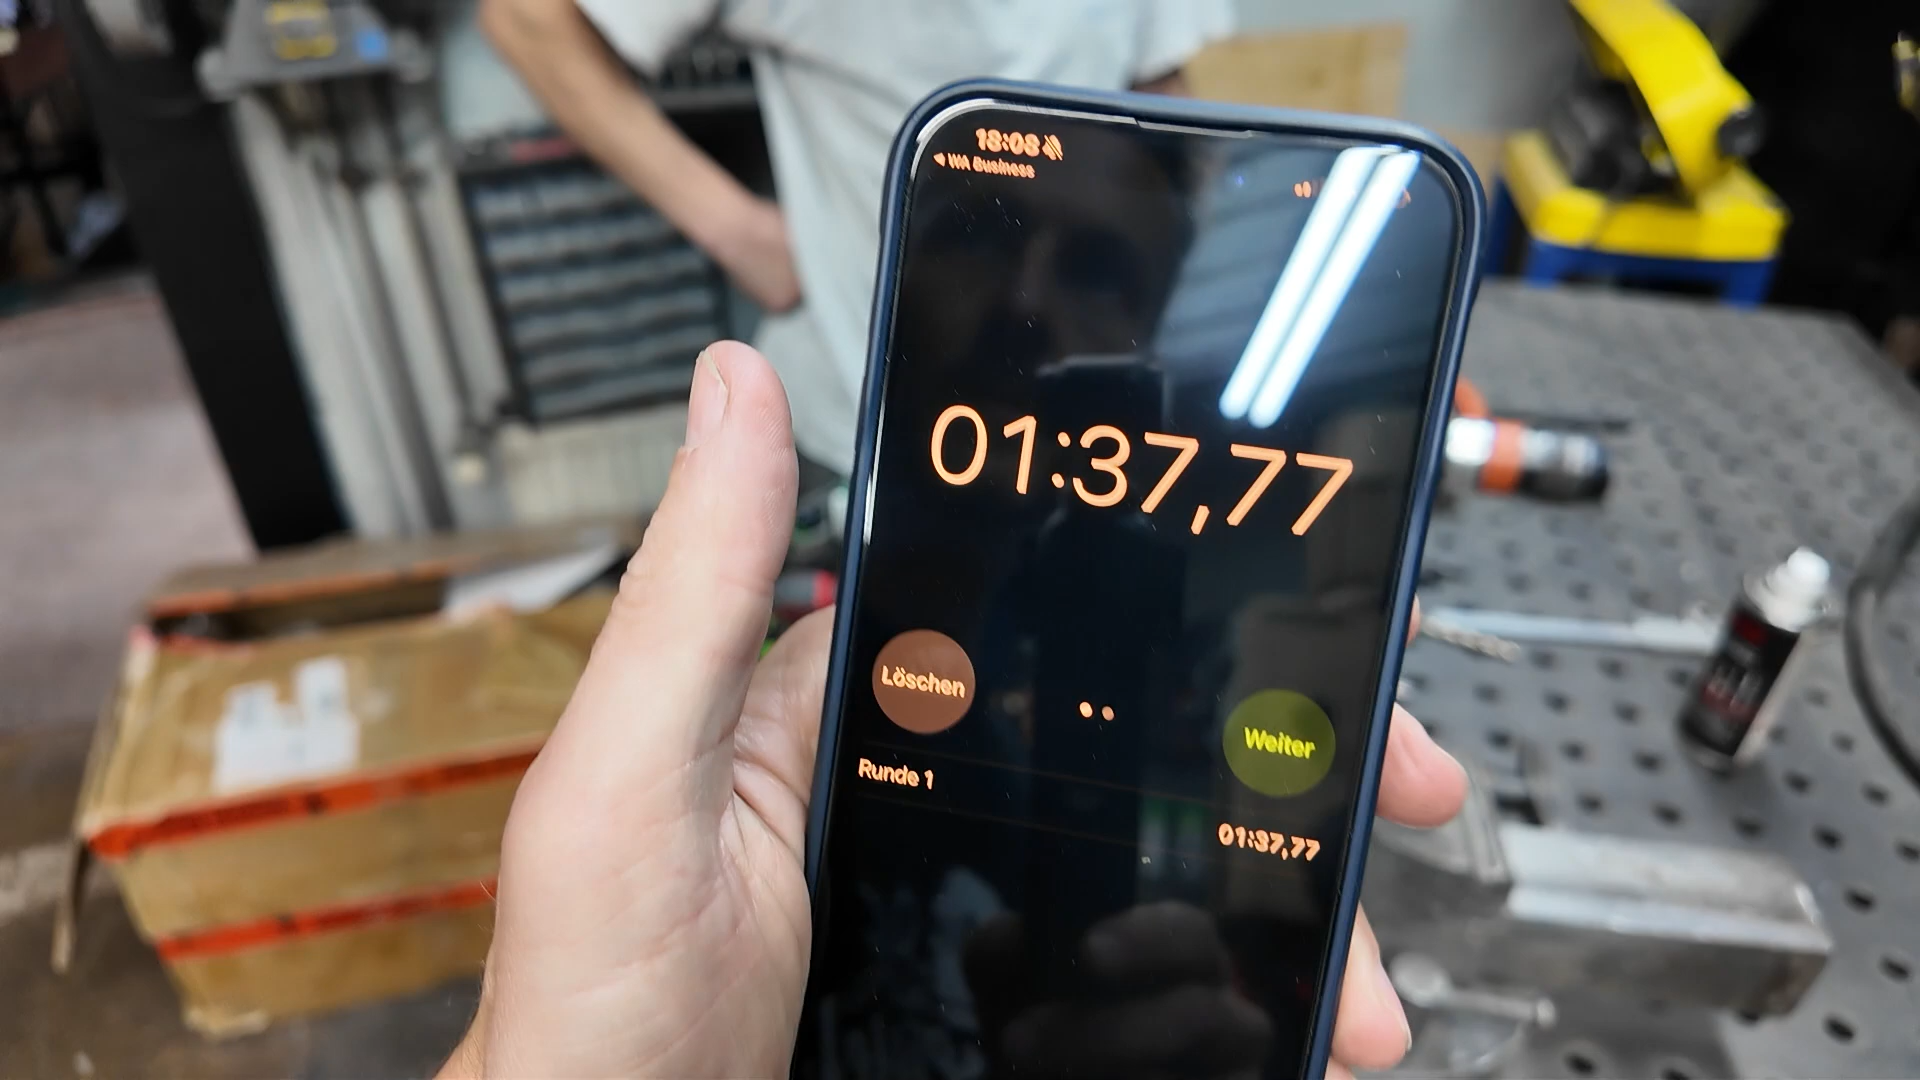 18:08
◀ WA Business
01:37,77
Löschen
Weiter
Runde 1
01:37,77